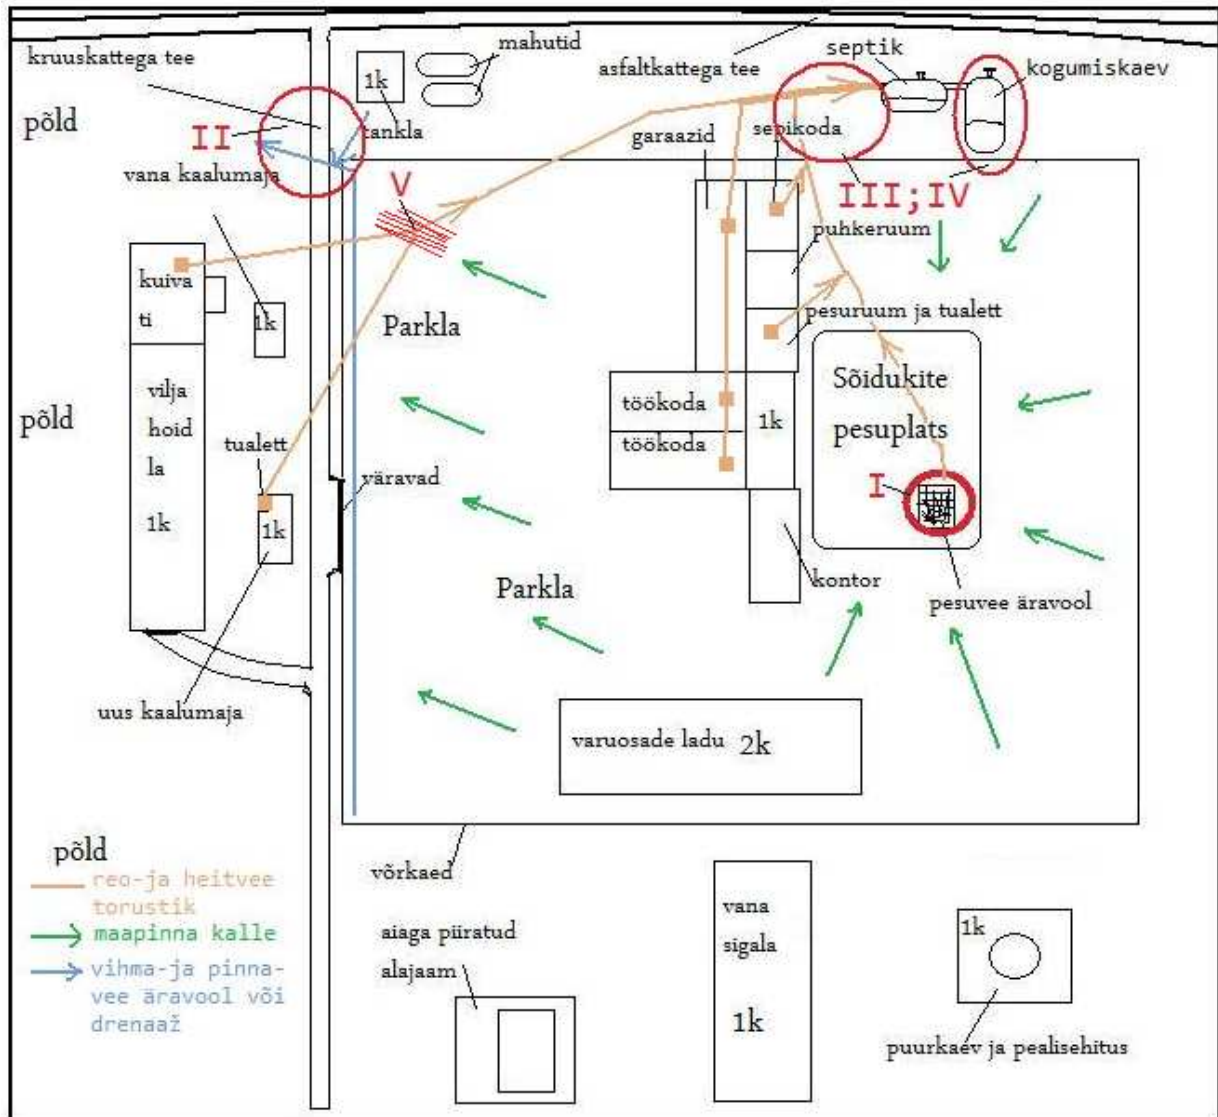 kruuskattega tee
mahutid
1k
tankla
asfaltkattega tee
septik
kogumiskaev
põld
II
garaazid
sepikoda
vana kaalumaja
V
III;IV
puhkeruum
kuiva
ti
1k
Parkla
pesuruum ja tualett
põld
vilja
hoid
la
1k
Sõidukite
pesuplats
töökoda
töökoda
1k
tualett
väravad
I
1k
kontor
Parkla
pesuvee äravool
uus kaalumaja
varuosade ladu 2k
põld
reo-ja heitvee
torustik
maapinna kalle
vihma-ja pinna-
vee äravool või
drenaaž
võrkaed
aiaga piiratud
alajaam
vana
sigala
1k
1k
puurkaev ja pealisehitus